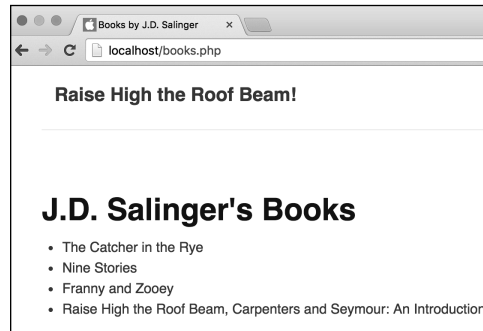 Books by J.D. Salinger
localhost/books.php
Raise High the Roof Beam!
J.D. Salinger's Books
The Catcher in the Rye
Nine Stories
Franny and Zooey
Raise High the Roof Beam, Carpenters and Seymour: An Introduction